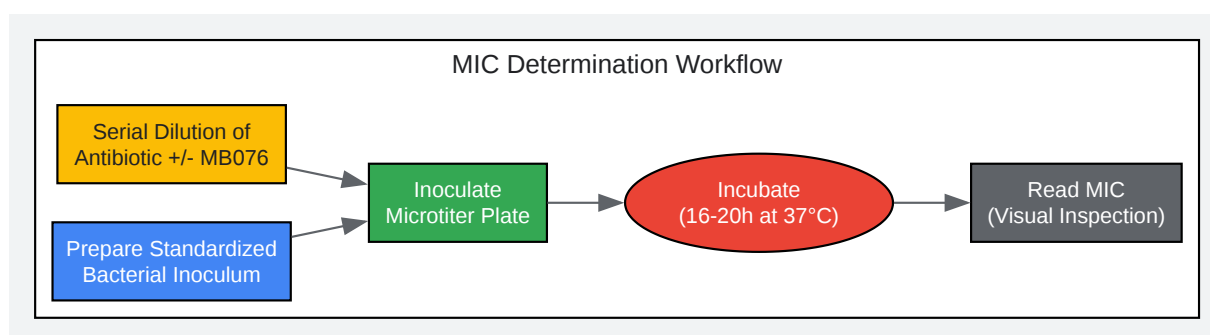 MIC Determination Workflow
Serial Dilution of
Antibiotic +/- MB076
Prepare Standardized
Bacterial Inoculum
Inoculate
Microtiter Plate
Incubate
(16-20h at 37°C)
Read MIC
(Visual Inspection)